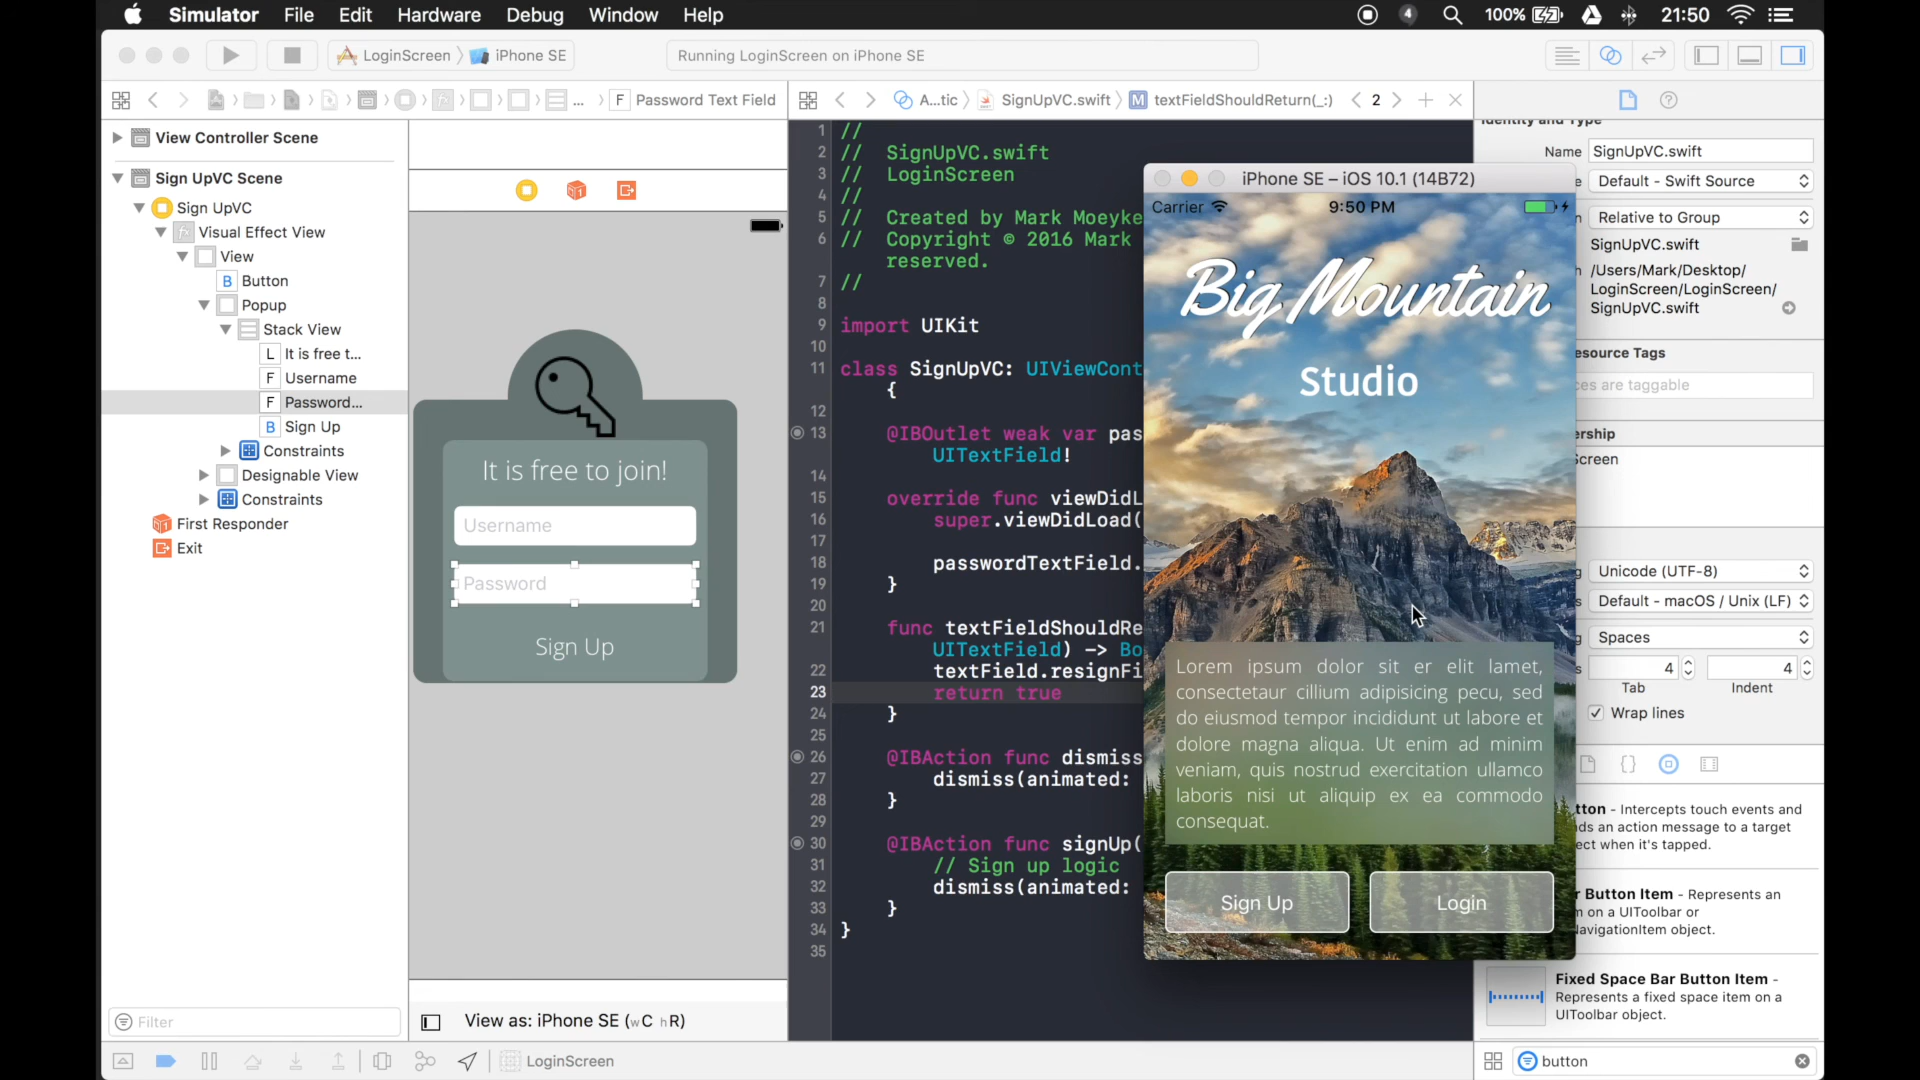 Simulator File Edit Hardware Debug Window Help
4 100% 21:50
LoginScreen iPhone SE
Running LoginScreen on iPhone SE
... F Password Text Field
A...tic SignUpVC.swift M textFieldShouldReturn(_:) 2
View Controller Scene
Sign UpVC Scene
Sign UpVC
Visual Effect View
View
B Button
Popup
Stack View
L It is free t...
F Username
F Password...
B Sign Up
Constraints
Designable View
Constraints
First Responder
Exit
Filter
It is free to join!
Username
Password
Sign Up
View as: iPhone SE (wC hR)
1 //
2 // SignUpVC.swift
3 // LoginScreen
4 //
5 // Created by Mark Moeyke
6 // Copyright © 2016 Mark
reserved.
7 //
8
9 import UIKit
10
11 class SignUpVC: UIViewCont
{
12
13 @IBOutlet weak var pas
UITextField!
14
15 override func viewDidL
16 super.viewDidLoad(
17
18 passwordTextField.
19 }
20
21 func textFieldShouldRe
UITextField) -> Bo
22 textField.resignFi
23 return true
24 }
25
26 @IBAction func dismiss
27 dismiss(animated:
28 }
29
30 @IBAction func signUp(
31 // Sign up logic
32 dismiss(animated:
33 }
34 }
35
iPhone SE – iOS 10.1 (14B72)
Carrier 9:50 PM
Big Mountain
Studio
Lorem ipsum dolor sit er elit lamet,
consectetaur cillium adipisicing pecu, sed
do eiusmod tempor incididunt ut labore et
dolore magna aliqua. Ut enim ad minim
veniam, quis nostrud exercitation ullamco
laboris nisi ut aliquip ex ea commodo
consequat.
Sign Up Login
Identity and Type
Name SignUpVC.swift
Default - Swift Source
Relative to Group
SignUpVC.swift
/Users/Mark/Desktop/
LoginScreen/LoginScreen/
SignUpVC.swift
esource Tags
ces are taggable
ership
Screen
Unicode (UTF-8)
Default - macOS / Unix (LF)
Spaces
4 4
Tab Indent
Wrap lines
tton - Intercepts touch events and
nds an action message to a target
ect when it's tapped.
r Button Item - Represents an
m on a UIToolbar or
NavigationItem object.
Fixed Space Bar Button Item -
Represents a fixed space item on a
UIToolbar object.
LoginScreen
button